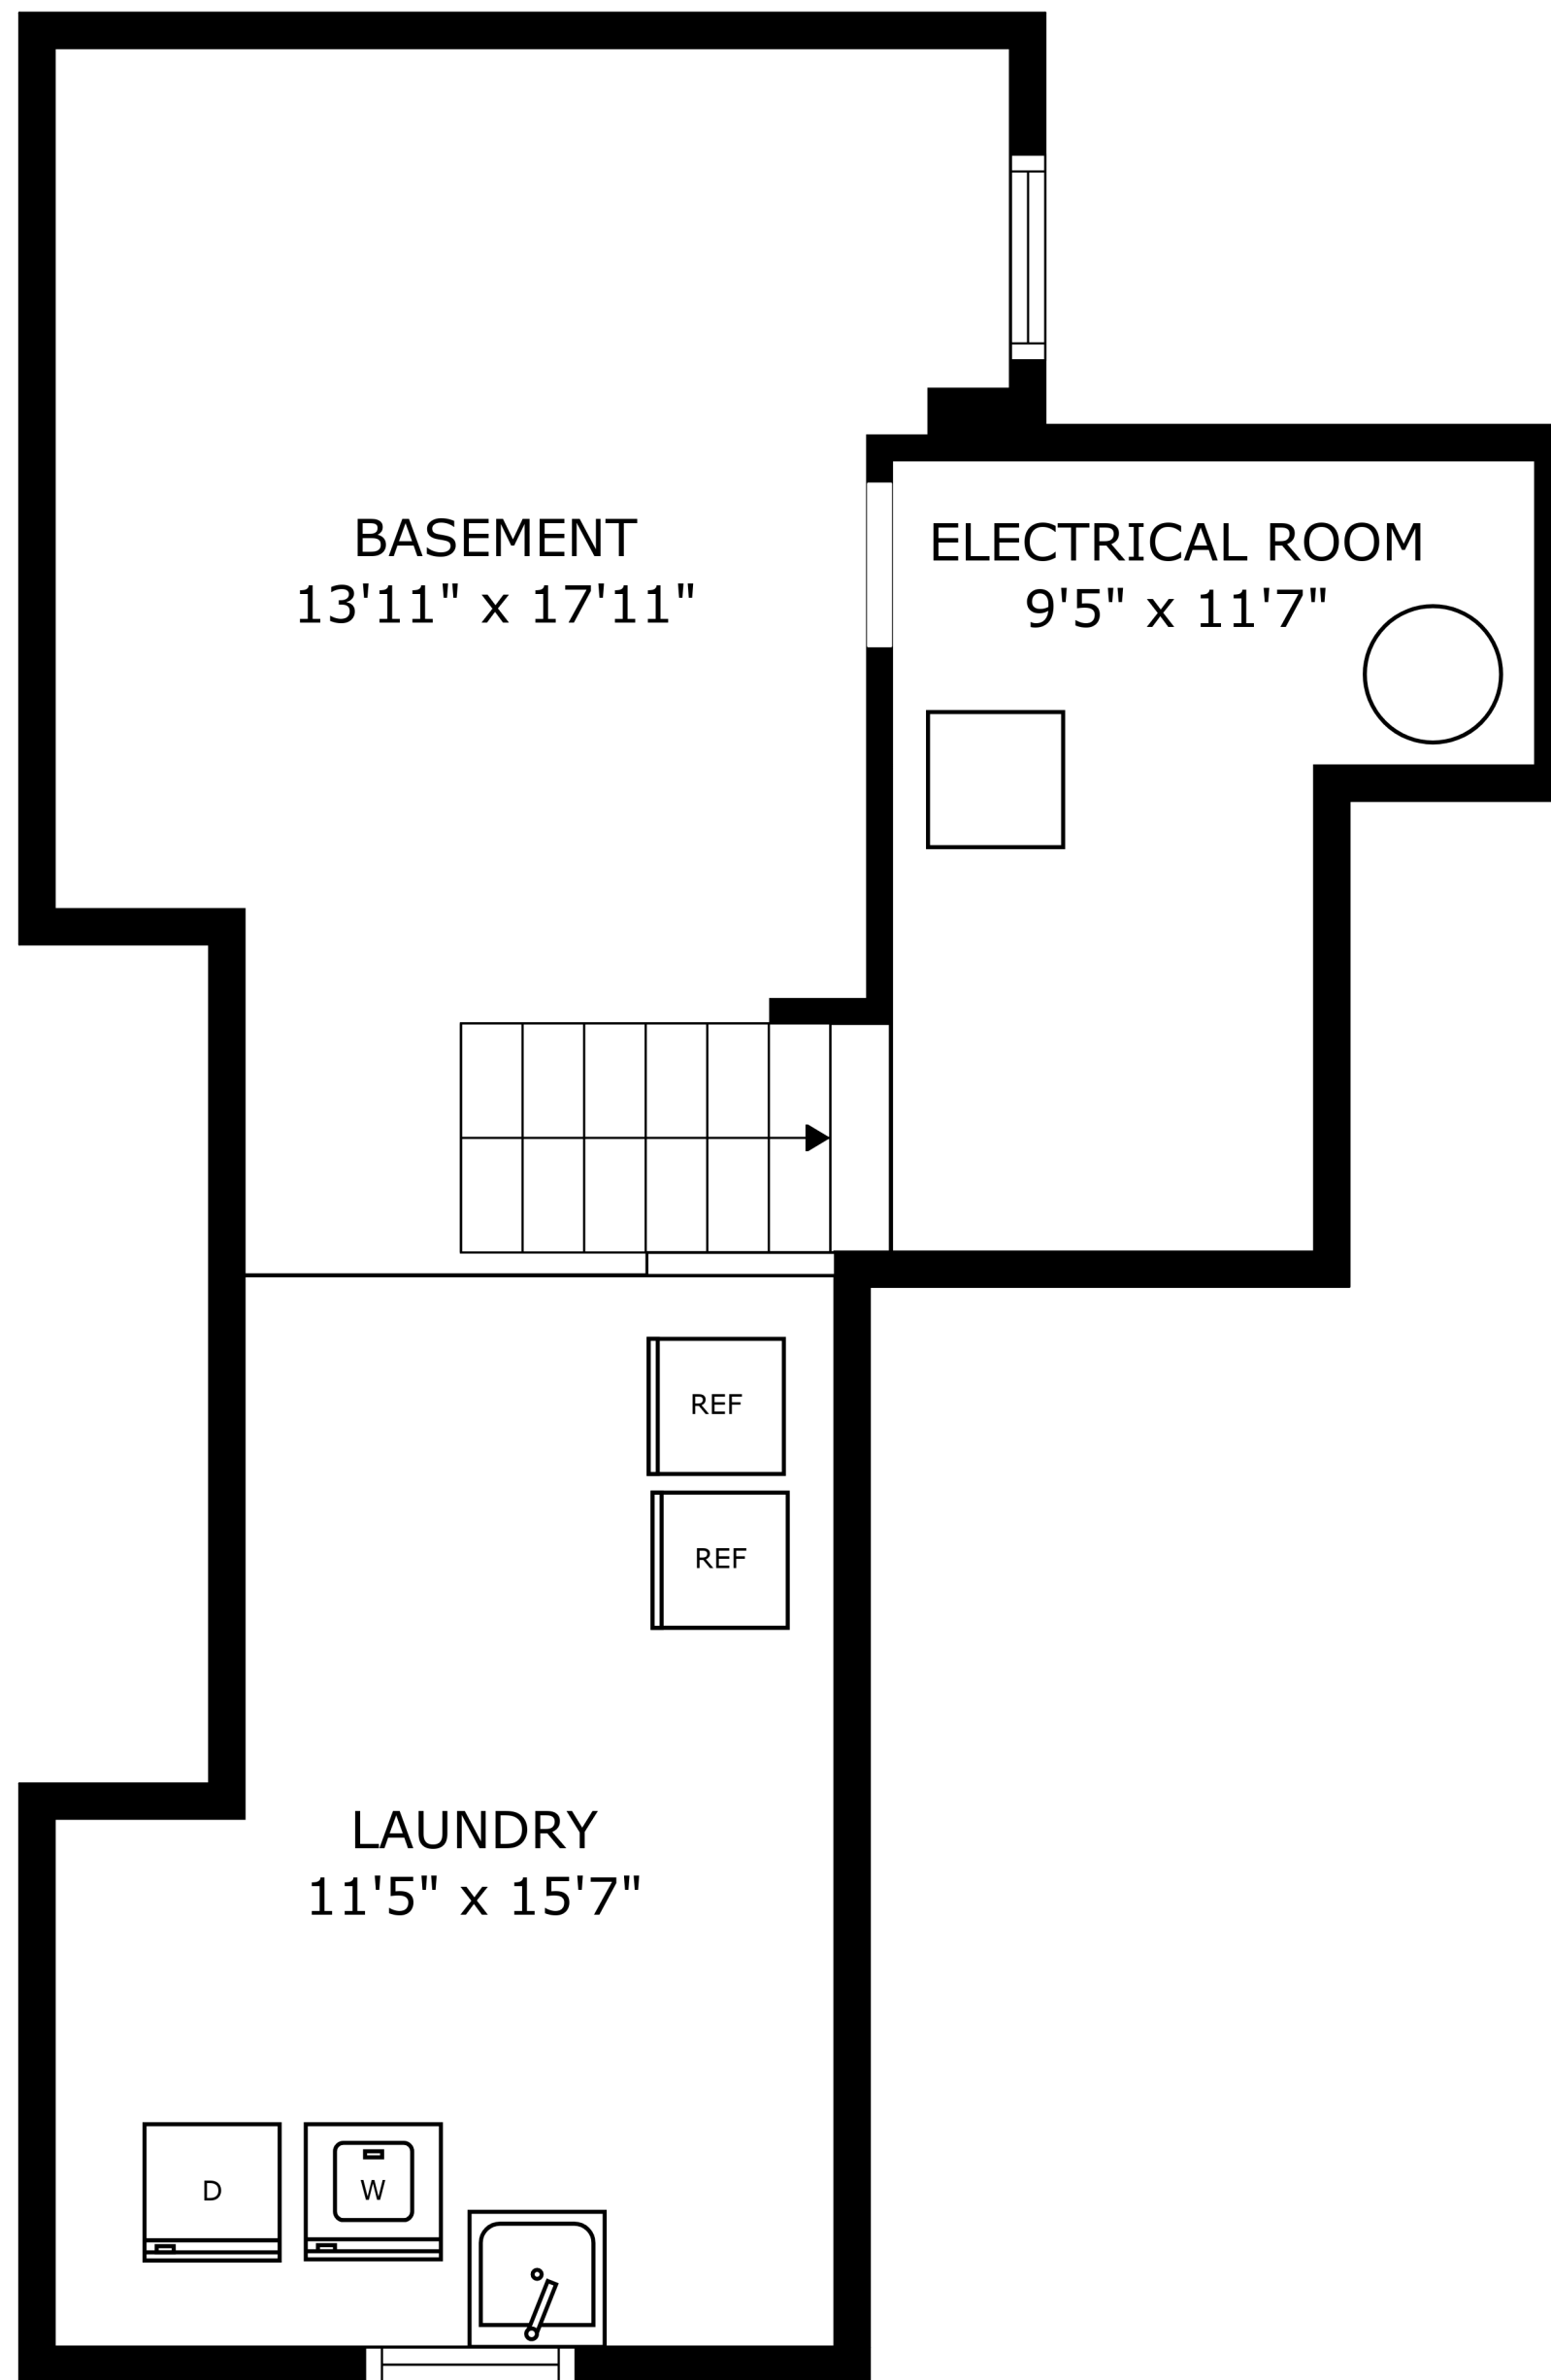 BASEMENT
13'11" x 17'11"
ELECTRICAL ROOM
9'5" x 11'7"
REF
REF
LAUNDRY
11'5" x 15'7"
D
W